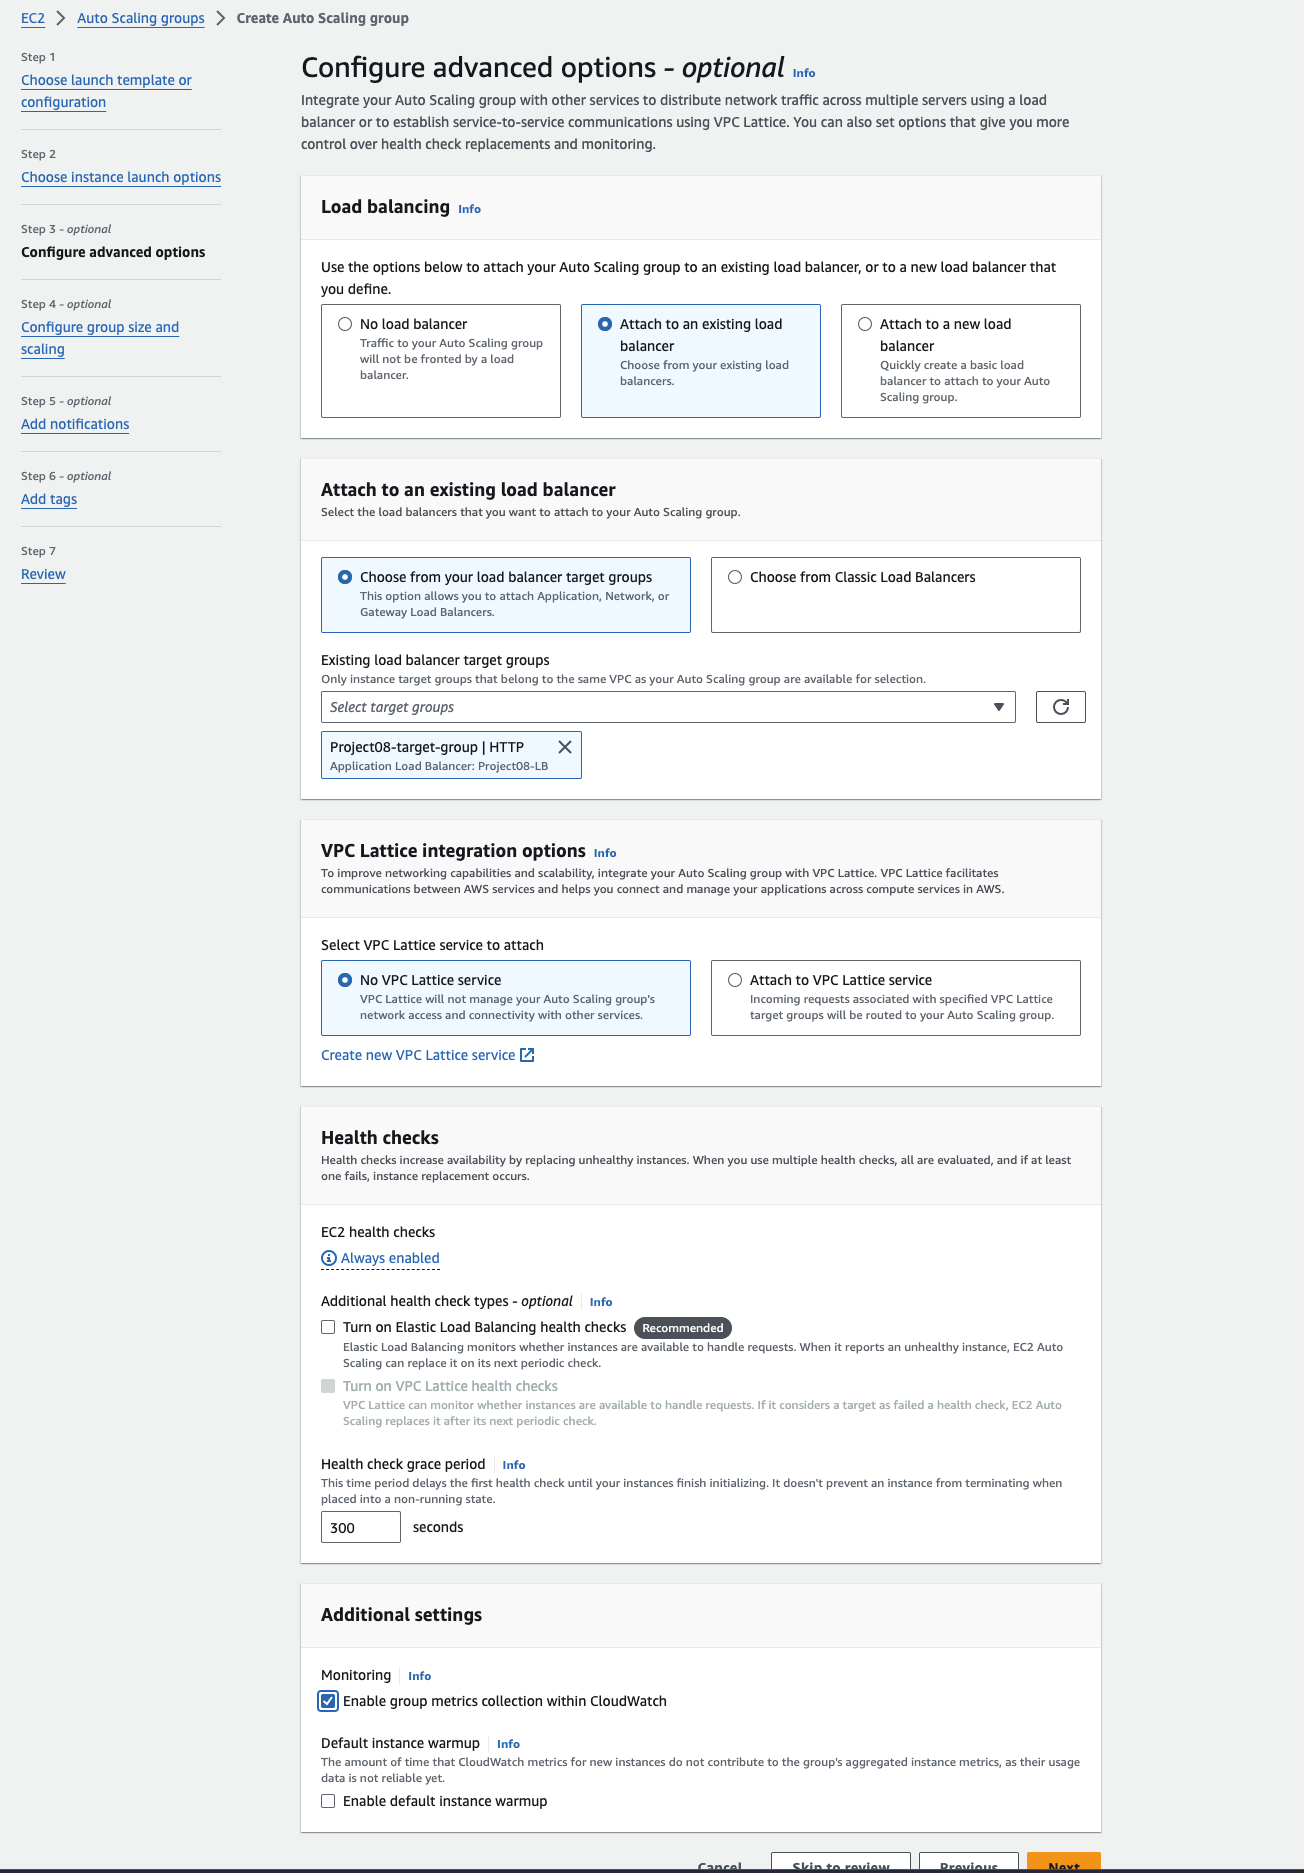 EC2 > Auto Scaling groups > Create Auto Scaling group
Step 1
Choose launch template or
configuration
Step 2
Choose instance launch options
Step 3 - optional
Configure advanced options
Step 4 - optional
Configure group size and
scaling
Step 5 - optional
Add notifications
Step 6 - optional
Add tags
Step 7
Review
Configure advanced options - optional Info
Integrate your Auto Scaling group with other services to distribute network traffic across multiple servers using a load
balancer or to establish service-to-service communications using VPC Lattice. You can also set options that give you more
control over health check replacements and monitoring.
Load balancing Info
Use the options below to attach your Auto Scaling group to an existing load balancer, or to a new load balancer that
you define.
No load balancer
Traffic to your Auto Scaling group
will not be fronted by a load
balancer.
Attach to an existing load
balancer
Choose from your existing load
balancers.
Attach to a new load
balancer
Quickly create a basic load
balancer to attach to your Auto
Scaling group.
Attach to an existing load balancer
Select the load balancers that you want to attach to your Auto Scaling group.
Choose from your load balancer target groups
This option allows you to attach Application, Network, or
Gateway Load Balancers.
Choose from Classic Load Balancers
Existing load balancer target groups
Only instance target groups that belong to the same VPC as your Auto Scaling group are available for selection.
Select target groups
Project08-target-group | HTTP
Application Load Balancer: Project08-LB
VPC Lattice integration options Info
To improve networking capabilities and scalability, integrate your Auto Scaling group with VPC Lattice. VPC Lattice facilitates
communications between AWS services and helps you connect and manage your applications across compute services in AWS.
Select VPC Lattice service to attach
No VPC Lattice service
VPC Lattice will not manage your Auto Scaling group's
network access and connectivity with other services.
Attach to VPC Lattice service
Incoming requests associated with specified VPC Lattice
target groups will be routed to your Auto Scaling group.
Create new VPC Lattice service
Health checks
Health checks increase availability by replacing unhealthy instances. When you use multiple health checks, all are evaluated, and if at least
one fails, instance replacement occurs.
EC2 health checks
Always enabled
Additional health check types - optional Info
Turn on Elastic Load Balancing health checks Recommended
Elastic Load Balancing monitors whether instances are available to handle requests. When it reports an unhealthy instance, EC2 Auto
Scaling can replace it on its next periodic check.
Turn on VPC Lattice health checks
VPC Lattice can monitor whether instances are available to handle requests. If it considers a target as failed a health check, EC2 Auto
Scaling replaces it after its next periodic check.
Health check grace period Info
This time period delays the first health check until your instances finish initializing. It doesn't prevent an instance from terminating when
placed into a non-running state.
300 seconds
Additional settings
Monitoring Info
Enable group metrics collection within CloudWatch
Default instance warmup Info
The amount of time that CloudWatch metrics for new instances do not contribute to the group's aggregated instance metrics, as their usage
data is not reliable yet.
Enable default instance warmup
Cancel Skip to review Previous Next